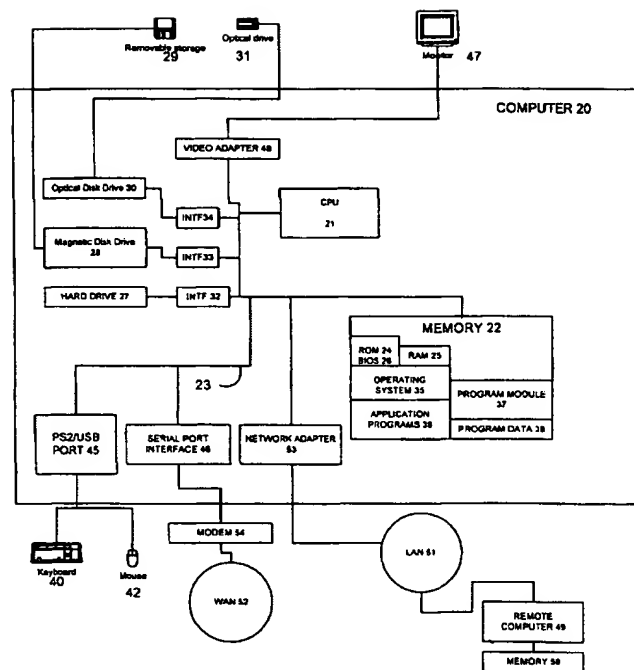 Removable storage
29
Optical drive
31
Monitor 47
COMPUTER 20
VIDEO ADAPTER 48
Optical Disk Drive 30
INTF34
CPU
21
Magnetic Disk Drive
28
INTF33
HARD DRIVE 27
INTF 32
MEMORY 22
ROM 24
BIOS 26
RAM 25
OPERATING
SYSTEM 35
PROGRAM MODULE
37
APPLICATION
PROGRAMS 36
PROGRAM DATA 38
23
PS2/USB
PORT 45
SERIAL PORT
INTERFACE 46
NETWORK ADAPTER
53
MODEM 54
Keyboard
40
Mouse
42
WAN 52
LAN 51
REMOTE
COMPUTER 49
MEMORY 50